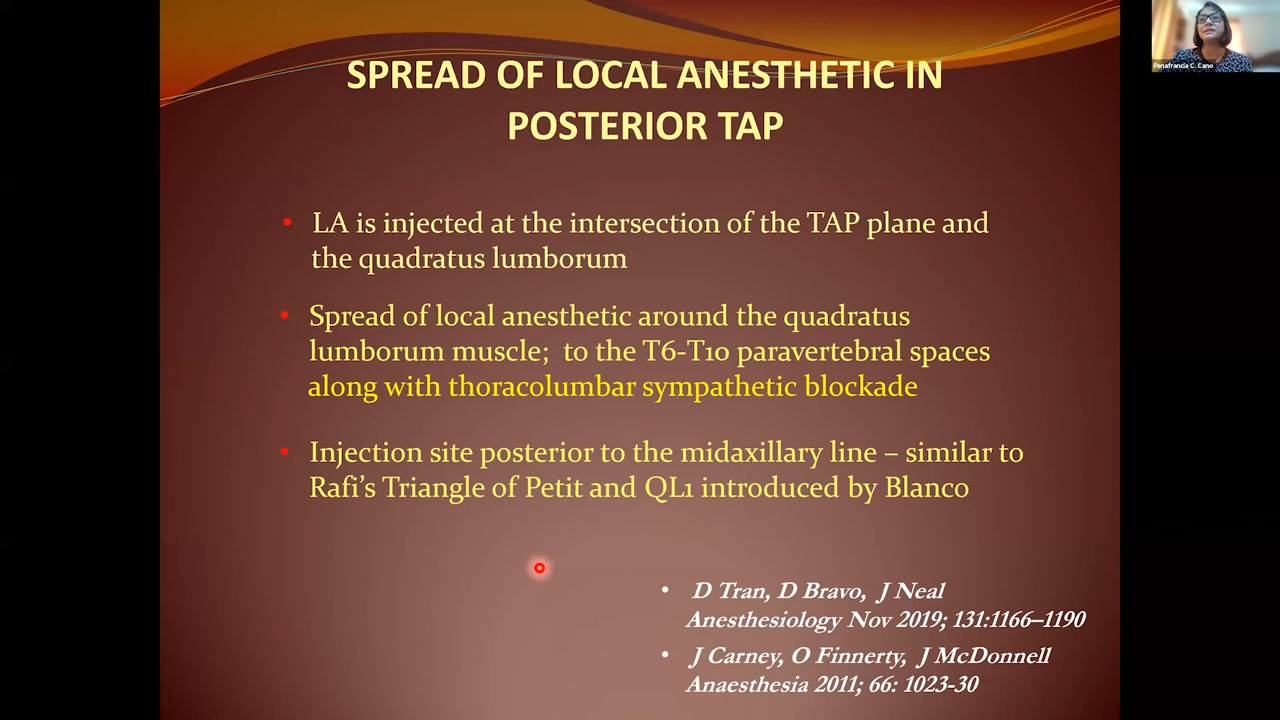 Penafrancia C. Cano
SPREAD OF LOCAL ANESTHETIC IN
POSTERIOR TAP
• LA is injected at the intersection of the TAP plane and
the quadratus lumborum
• Spread of local anesthetic around the quadratus
lumborum muscle; to the T6-T10 paravertebral spaces
along with thoracolumbar sympathetic blockade
• Injection site posterior to the midaxillary line – similar to
Rafi's Triangle of Petit and QL1 introduced by Blanco
• D Tran, D Bravo, J Neal
Anesthesiology Nov 2019; 131:1166–1190
• J Carney, O Finnerty, J McDonnell
Anaesthesia 2011; 66: 1023-30